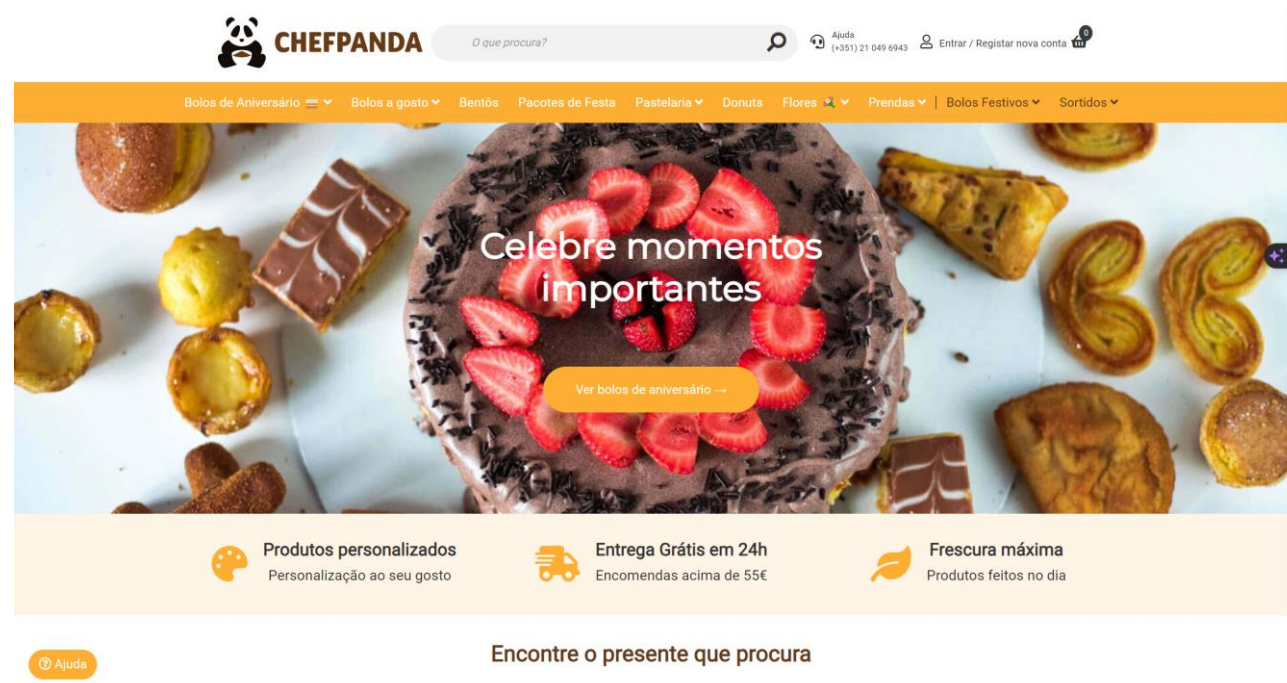 CHEFPANDA
O que procura?
Ajuda
(+351) 21 049 6943
Entrar / Registar nova conta
0
Bolos de Aniversário
Bolos a gosto
Bentôs
Pacotes de Festa
Pastelaria
Donuts
Flores
Prendas
Bolos Festivos
Sortidos
Celebre momentos
importantes
Ver bolos de aniversário →
Produtos personalizados
Personalização ao seu gosto
Entrega Grátis em 24h
Encomendas acima de 55€
Frescura máxima
Produtos feitos no dia
Encontre o presente que procura
Ajuda